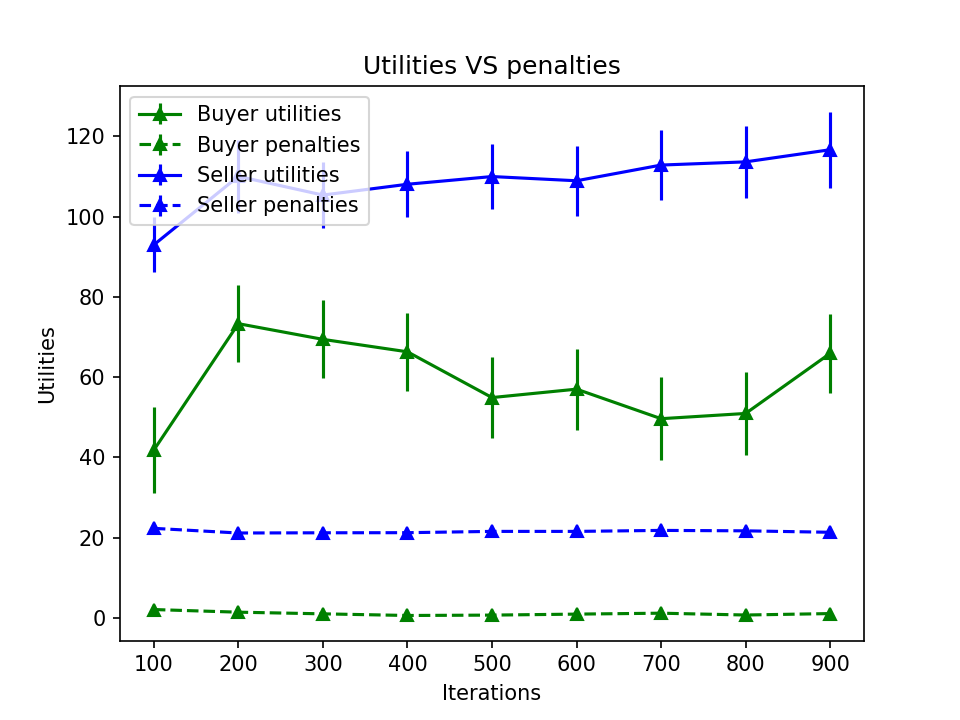 Utilities VS penalties
Buyer utilities
Buyer penalties
Seller utilities
Seller penalties
120
100
80
60
40
20
0
Utilities
100 200 300 400 500 600 700 800 900
Iterations